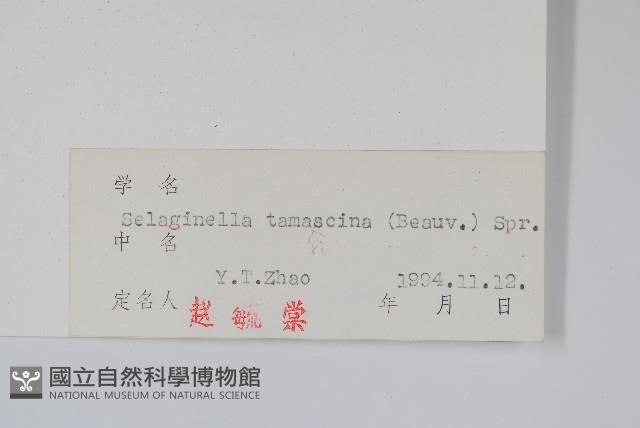 学 名
Selaginella tamascina (Beauv.) Spr.
中 名
Y.T.Zhao 1994.11.12.
定名人 赵毓棠 年 月 日
國立自然科學博物館
NATIONAL MUSEUM OF NATURAL SCIENCE